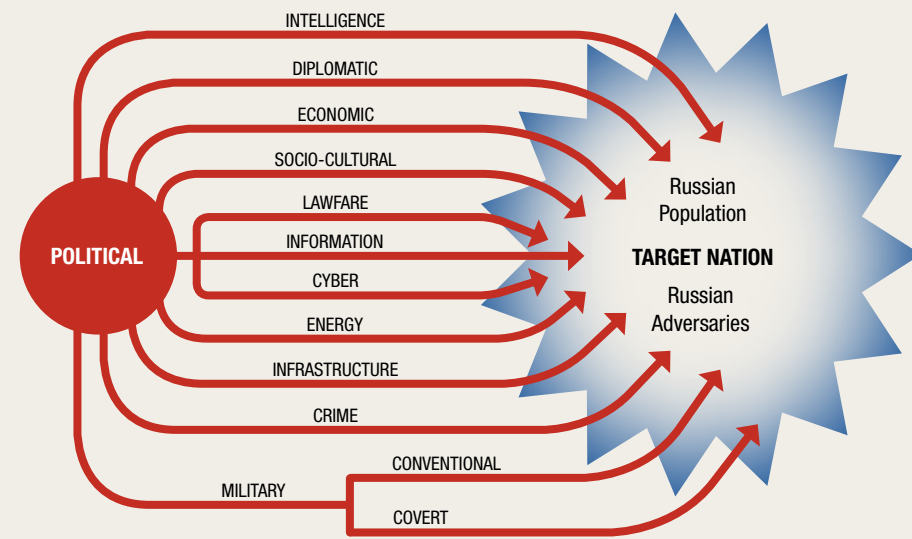 INTELLIGENCE
DIPLOMATIC
ECONOMIC
SOCIO-CULTURAL
LAWFARE
INFORMATION
CYBER
ENERGY
INFRASTRUCTURE
CRIME
MILITARY
CONVENTIONAL
COVERT
POLITICAL
Russian
Population
TARGET NATION
Russian
Adversaries